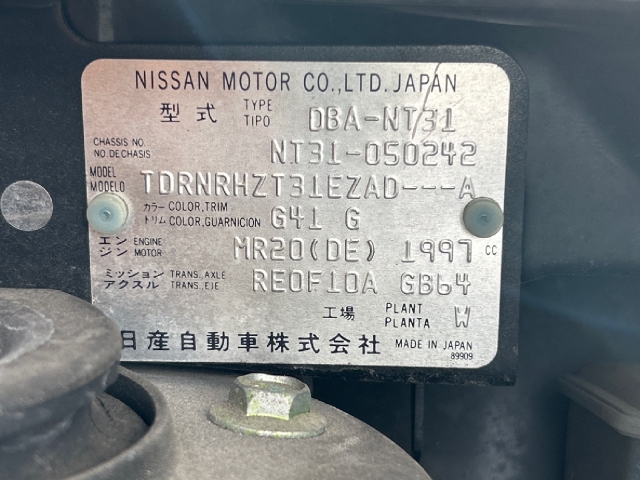 NISSAN MOTOR CO.,LTD. JAPAN
型式 TYPE TIPO DBA-NT31
CHASSIS NO. NO.DE CHASIS NT31-050242
MODEL MODELO TDRNRHZT31EZAD---A
カラー トリム COLOR,TRIM COLOR,GUARNICION G41 G
エンジン ENGINE MOTOR MR20(DE) 1997 CC
ミッション アクスル TRANS. AXLE TRANS. EJE RE0F10A GB64
工場 PLANT PLANTA W
日産自動車株式会社 MADE IN JAPAN
89909